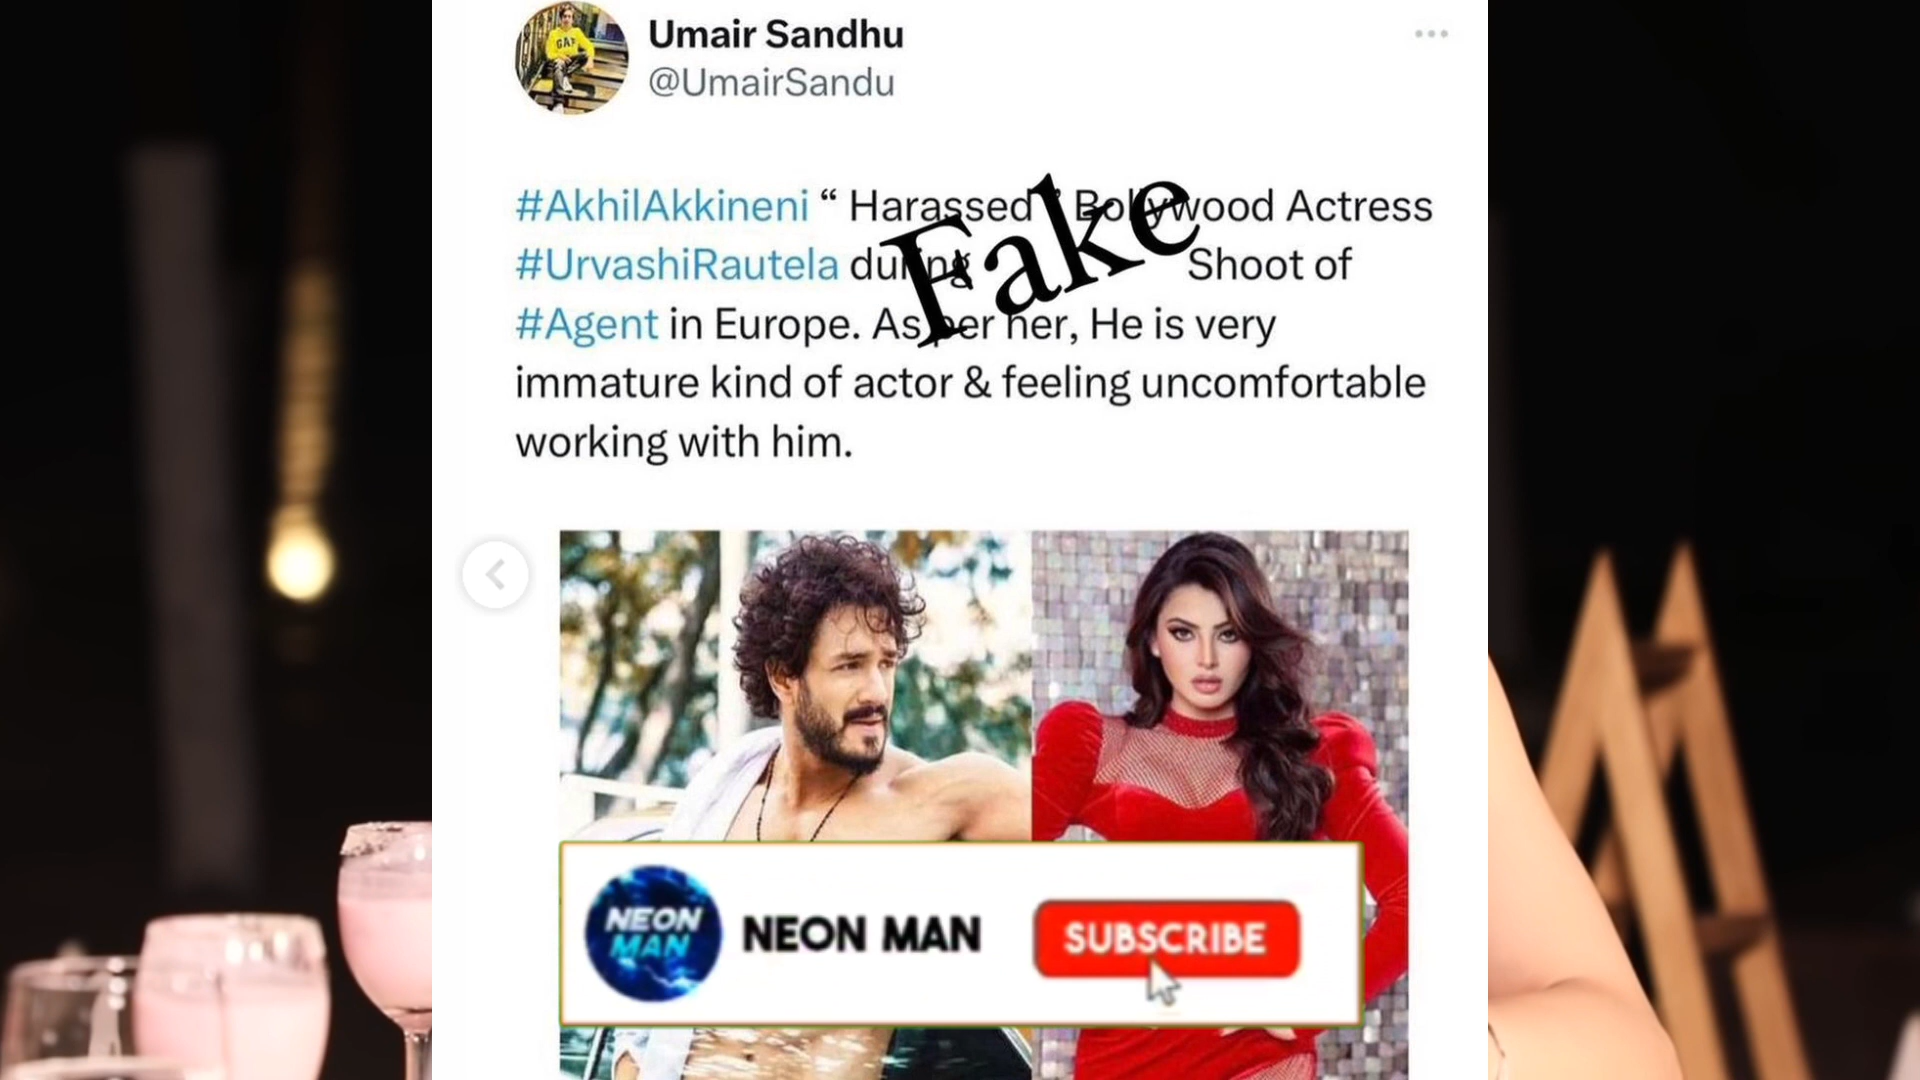 Umair Sandhu
@UmairSandu
#AkhilAkkineni “ Harassed ” Bollywood Actress
#UrvashiRautela during Shoot of
#Agent in Europe. As per her, He is very
immature kind of actor & feeling uncomfortable
working with him.
Fake
GAP
NEON
MAN
NEON MAN
SUBSCRIBE